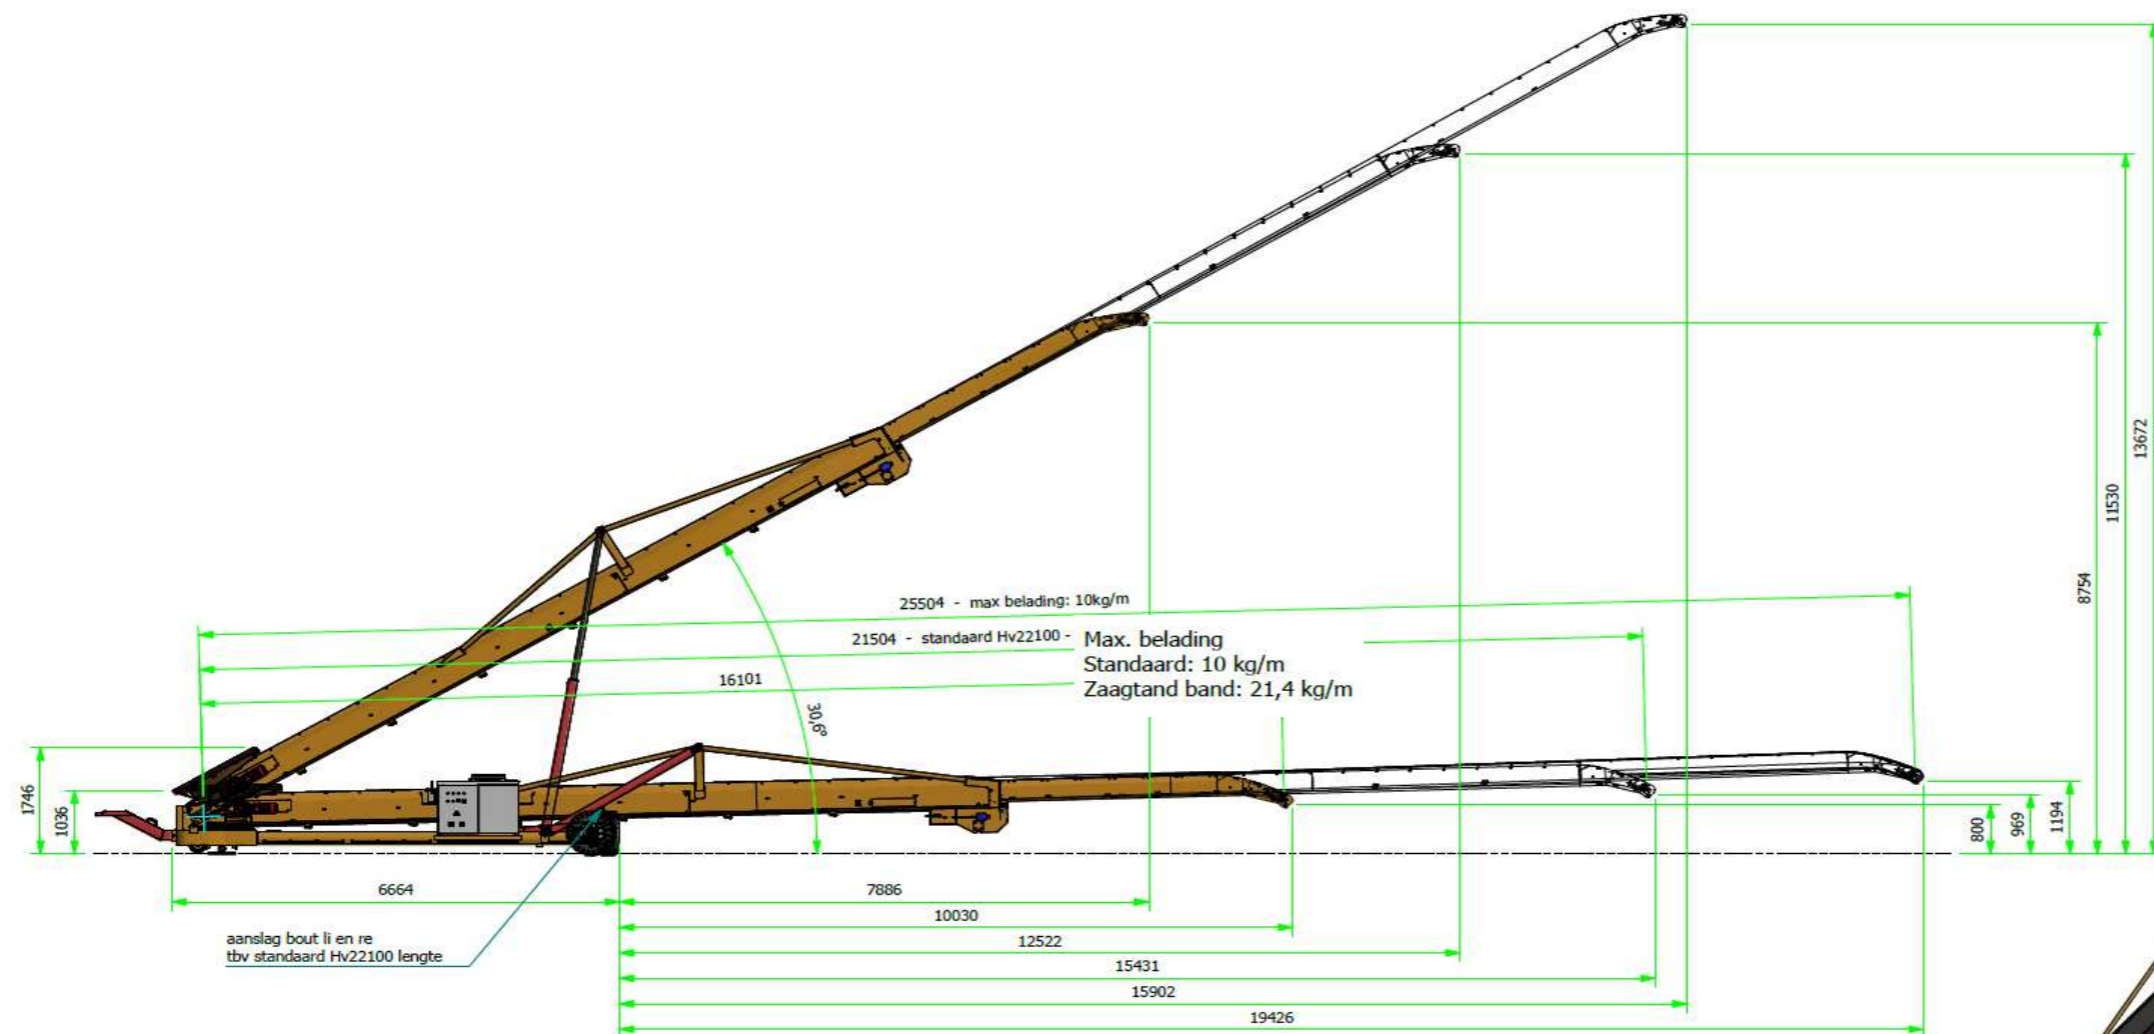 13672
11530
8754
25504 - max belading: 10kg/m
21504 - standaard Hv22100 -
Max. belading
Standaard: 10 kg/m
Zaagtand band: 21,4 kg/m
16101
30,6°
1746
1036
800
969
1194
6664
7886
10030
12522
15431
15902
19426
aanslag bout li en re
tbv standaard Hv22100 lengte